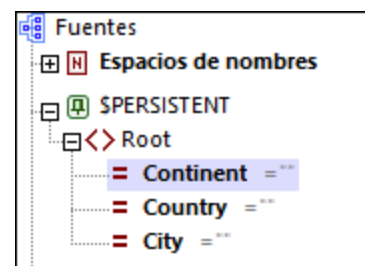 Fuentes
N Espacios de nombres
$PERSISTENT
Root
Continent =""
Country =""
City =""